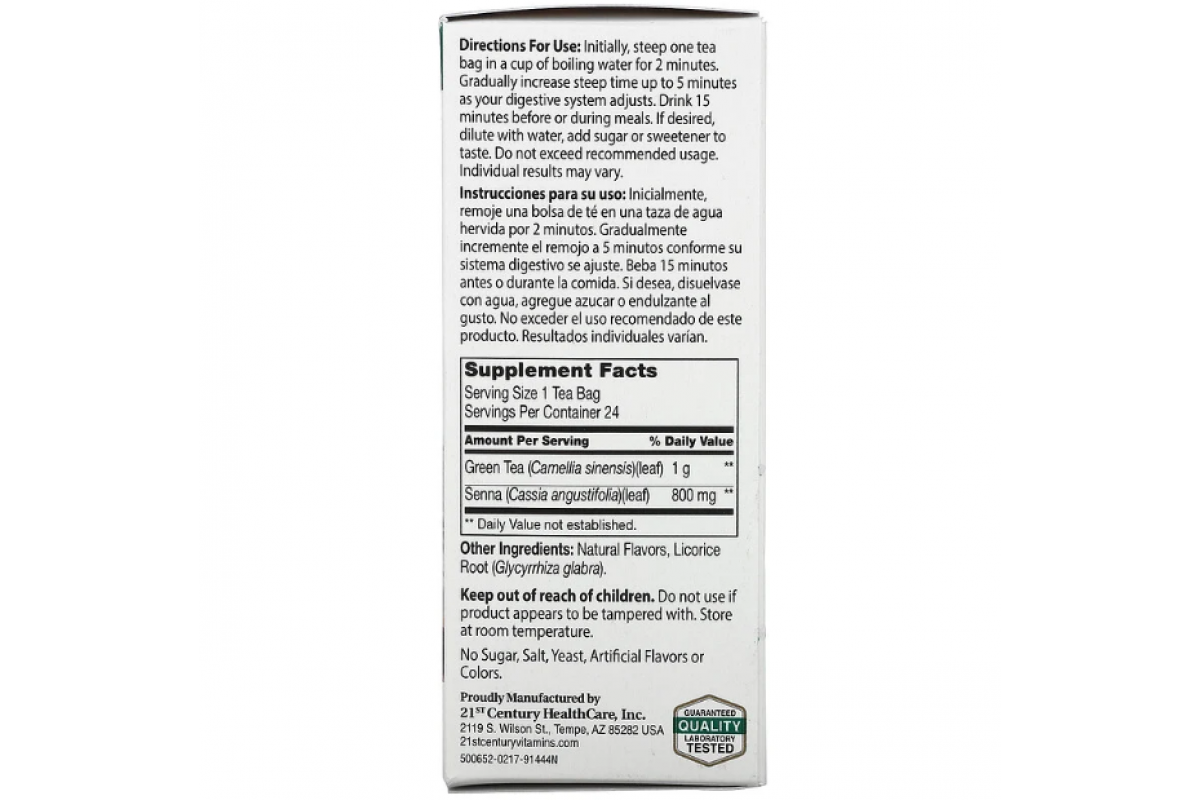 Directions For Use: Initially, steep one tea
bag in a cup of boiling water for 2 minutes.
Gradually increase steep time up to 5 minutes
as your digestive system adjusts. Drink 15
minutes before or during meals. If desired,
dilute with water, add sugar or sweetener to
taste. Do not exceed recommended usage.
Individual results may vary.
Instrucciones para su uso: Inicialmente,
remoje una bolsa de té en una taza de agua
hervida por 2 minutos. Gradualmente
incremente el remojo a 5 minutos conforme su
sistema digestivo se ajuste. Beba 15 minutos
antes o durante la comida. Si desea, disuelvase
con agua, agregue azucar o endulzante al
gusto. No exceder el uso recomendado de este
producto. Resultados individuales varían.
Supplement Facts
Serving Size 1 Tea Bag
Servings Per Container 24
Amount Per Serving % Daily Value
Green Tea (Camellia sinensis)(leaf) 1 g **
Senna (Cassia angustifolia)(leaf) 800 mg **
** Daily Value not established.
Other Ingredients: Natural Flavors, Licorice
Root (Glycyrrhiza glabra).
Keep out of reach of children. Do not use if
product appears to be tampered with. Store
at room temperature.
No Sugar, Salt, Yeast, Artificial Flavors or
Colors.
Proudly Manufactured by
21ST Century HealthCare, Inc.
2119 S. Wilson St., Tempe, AZ 85282 USA
21stcenturyvitamins.com
500652-0217-91444N
GUARANTEED
QUALITY
LABORATORY
TESTED